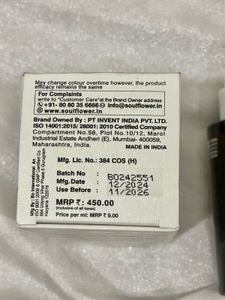 May change colour overtime however, the product
efficacy remains the same
For Complaints
write to "Customer Care" at the Brand Owner address
+91- 80 80 35 6666 info@soulflower.in
www.soulflower.in
Brand Owned By : PT INVENT INDIA PVT. LTD.
ISO 14001:2015/ 26001: 2010 Certified Company
Compartment No.56, Plot No.10/12, Marol
Industrial Estate Andheri (E), Mumbai- 400059,
Maharashtra, India
MADE IN INDIA
Mfg. Lic. No.: 384 COS (H)
Batch No B0242551
Mfg. Date 12/2024
Use Before 11/2026
MRP ₹: 450.00
(Inclusive of all taxes)
Price per ml: MRP ₹ 9.00
Haryana